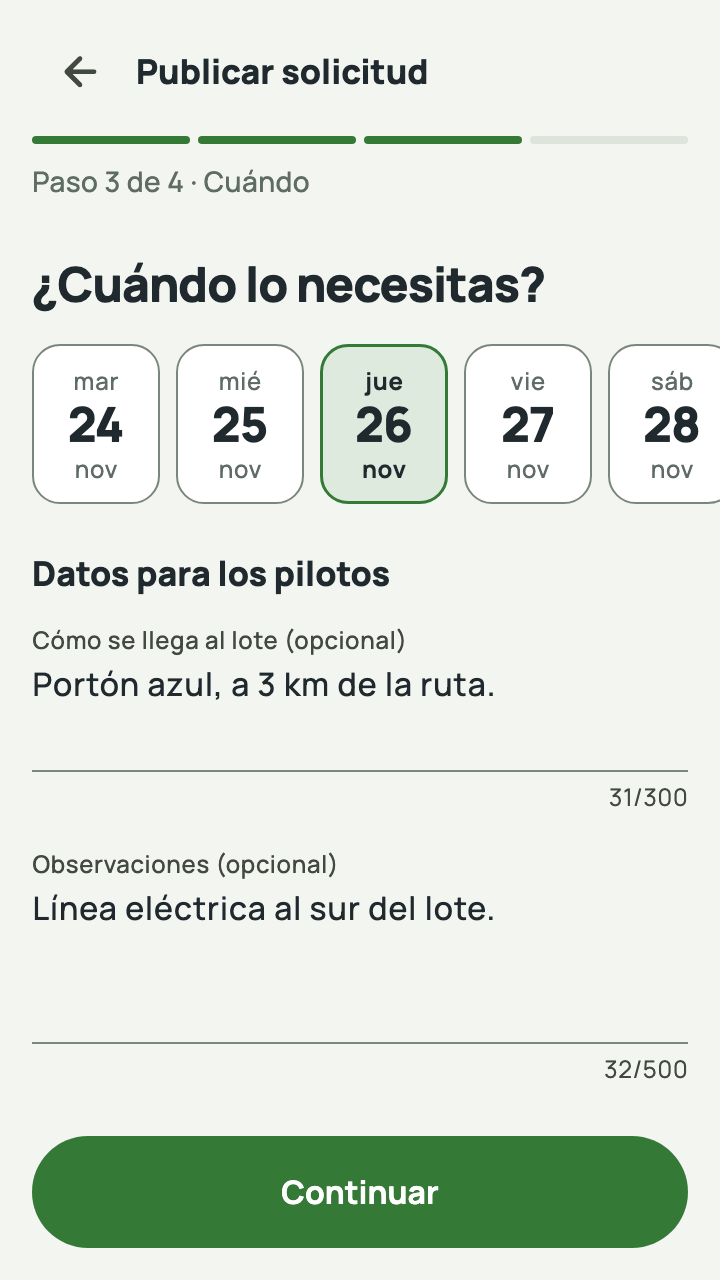 Publicar solicitud
Paso 3 de 4 · Cuándo
¿Cuándo lo necesitas?
mar mié jue vie sáb
24 25 26 27 28
nov nov nov nov nov
Datos para los pilotos
Cómo se llega al lote (opcional)
Portón azul, a 3 km de la ruta.
31/300
Observaciones (opcional)
Línea eléctrica al sur del lote.
32/500
Continuar